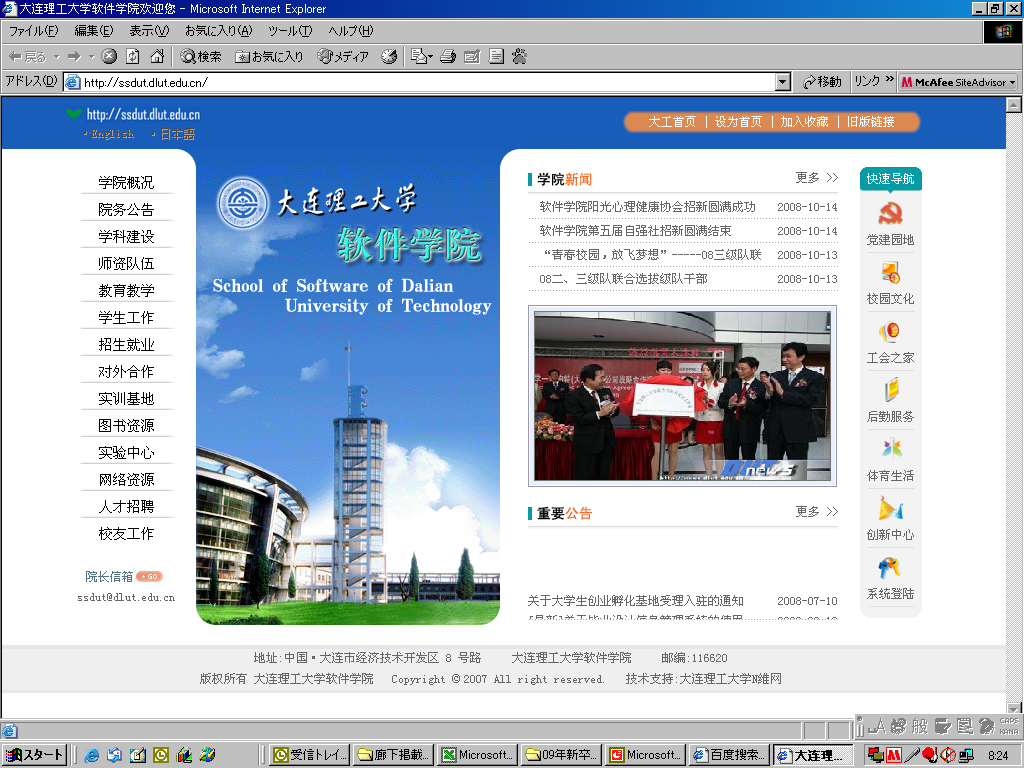 大连理工大学软件学院欢迎您 - Microsoft Internet Explorer
ファイル(F) 編集(E) 表示(V) お気に入り(A) ツール(T) ヘルプ(H)
戻る 検索 お気に入り メディア
アドレス(D) http://ssdut.dlut.edu.cn/ 移動 リンク » McAfee SiteAdvisor
http://ssdut.dlut.edu.cn
English 日本語
大工首页 | 设为首页 | 加入收藏 | 旧版链接
学院概况
院务公告
学科建设
师资队伍
教育教学
学生工作
招生就业
对外合作
实训基地
图书资源
实验中心
网络资源
人才招聘
校友工作
院长信箱 GO
ssdut@dlut.edu.cn
大连理工大学
软件学院
School of Software of Dalian
University of Technology
学院新闻 更多 >>
软件学院阳光心理健康协会招新圆满成功 2008-10-14
软件学院第五届自强社招新圆满结束 2008-10-14
“青春校园，放飞梦想”-----08三级队联 2008-10-13
08二、三级队联合选拔级队干部 2008-10-13
news
重要公告 更多 >>
关于大学生创业孵化基地受理入驻的通知 2008-07-10
快速导航
党建园地
校园文化
工会之家
后勤服务
体育生活
创新中心
系统登陆
地址:中国·大连市经济技术开发区 8 号路 大连理工大学软件学院 邮编:116620
版权所有 大连理工大学软件学院 Copyright ©2007 All right reserved. 技术支持:大连理工大学N维网
A 般 CAPS
KANA
スタート 受信トレイ... 廊下掲載... Microsoft... 09年新卒... Microsoft... 百度搜索... 大连理... 8:24